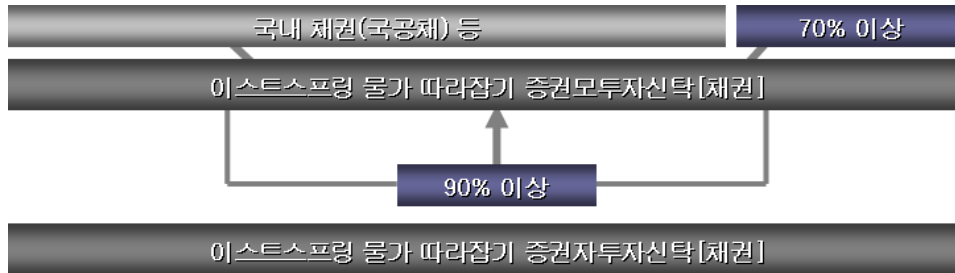 국내 채권(국공채) 등
70% 이상
이스트스프링 물가 따라잡기 증권모투자신탁[채권]
90% 이상
이스트스프링 물가 따라잡기 증권자투자신탁[채권]